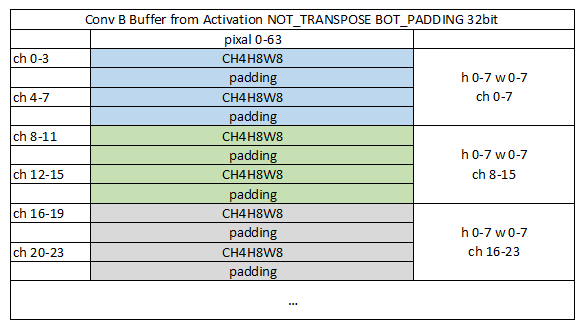 Conv B Buffer from Activation NOT_TRANSPOSE BOT_PADDING 32bit
pixal 0-63
ch 0-3
CH4H8W8
padding
ch 4-7
CH4H8W8
padding
h 0-7 w 0-7
ch 0-7
ch 8-11
CH4H8W8
padding
ch 12-15
CH4H8W8
padding
h 0-7 w 0-7
ch 8-15
ch 16-19
CH4H8W8
padding
ch 20-23
CH4H8W8
padding
h 0-7 w 0-7
ch 16-23
...